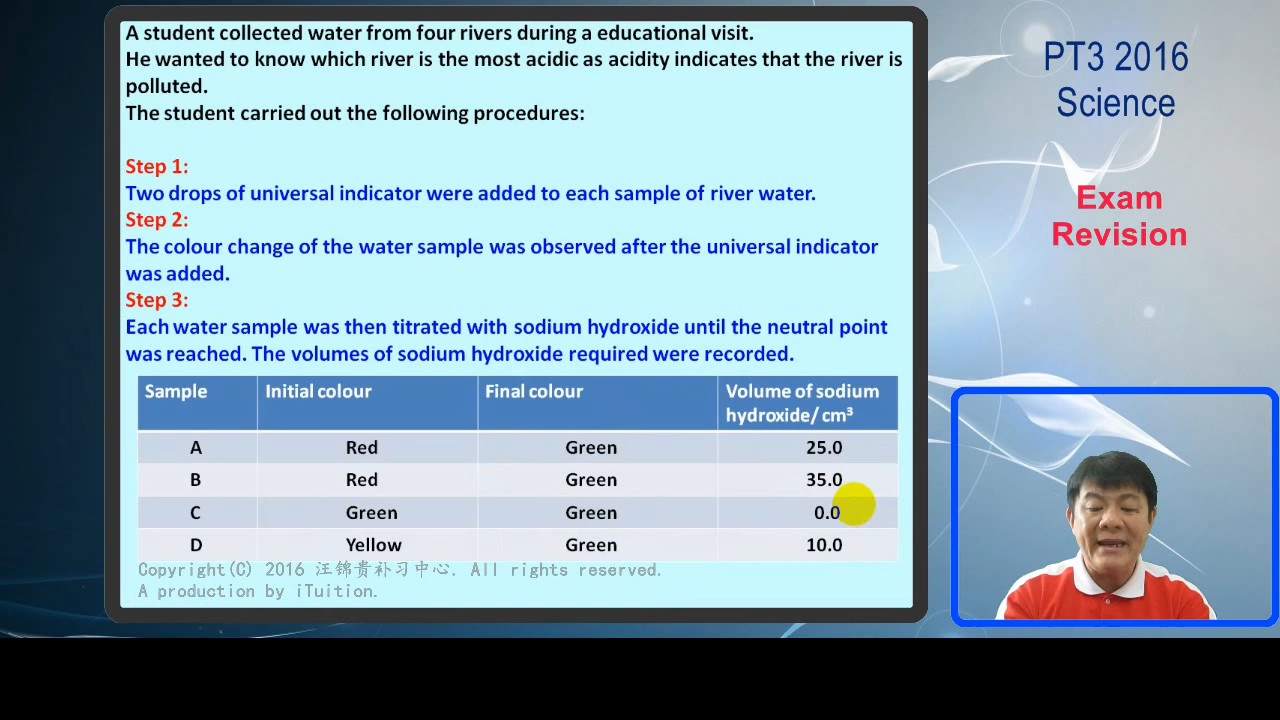 A student collected water from four rivers during a educational visit.
He wanted to know which river is the most acidic as acidity indicates that the river is
polluted.
The student carried out the following procedures:
Step 1:
Two drops of universal indicator were added to each sample of river water.
Step 2:
The colour change of the water sample was observed after the universal indicator
was added.
Step 3:
Each water sample was then titrated with sodium hydroxide until the neutral point
was reached. The volumes of sodium hydroxide required were recorded.
Sample Initial colour Final colour Volume of sodium
hydroxide/ cm³
A Red Green 25.0
B Red Green 35.0
C Green Green 0.0
D Yellow Green 10.0
Copyright(C) 2016 汪锦贵补习中心. All rights reserved.
A production by iTuition.
PT3 2016
Science
Exam
Revision